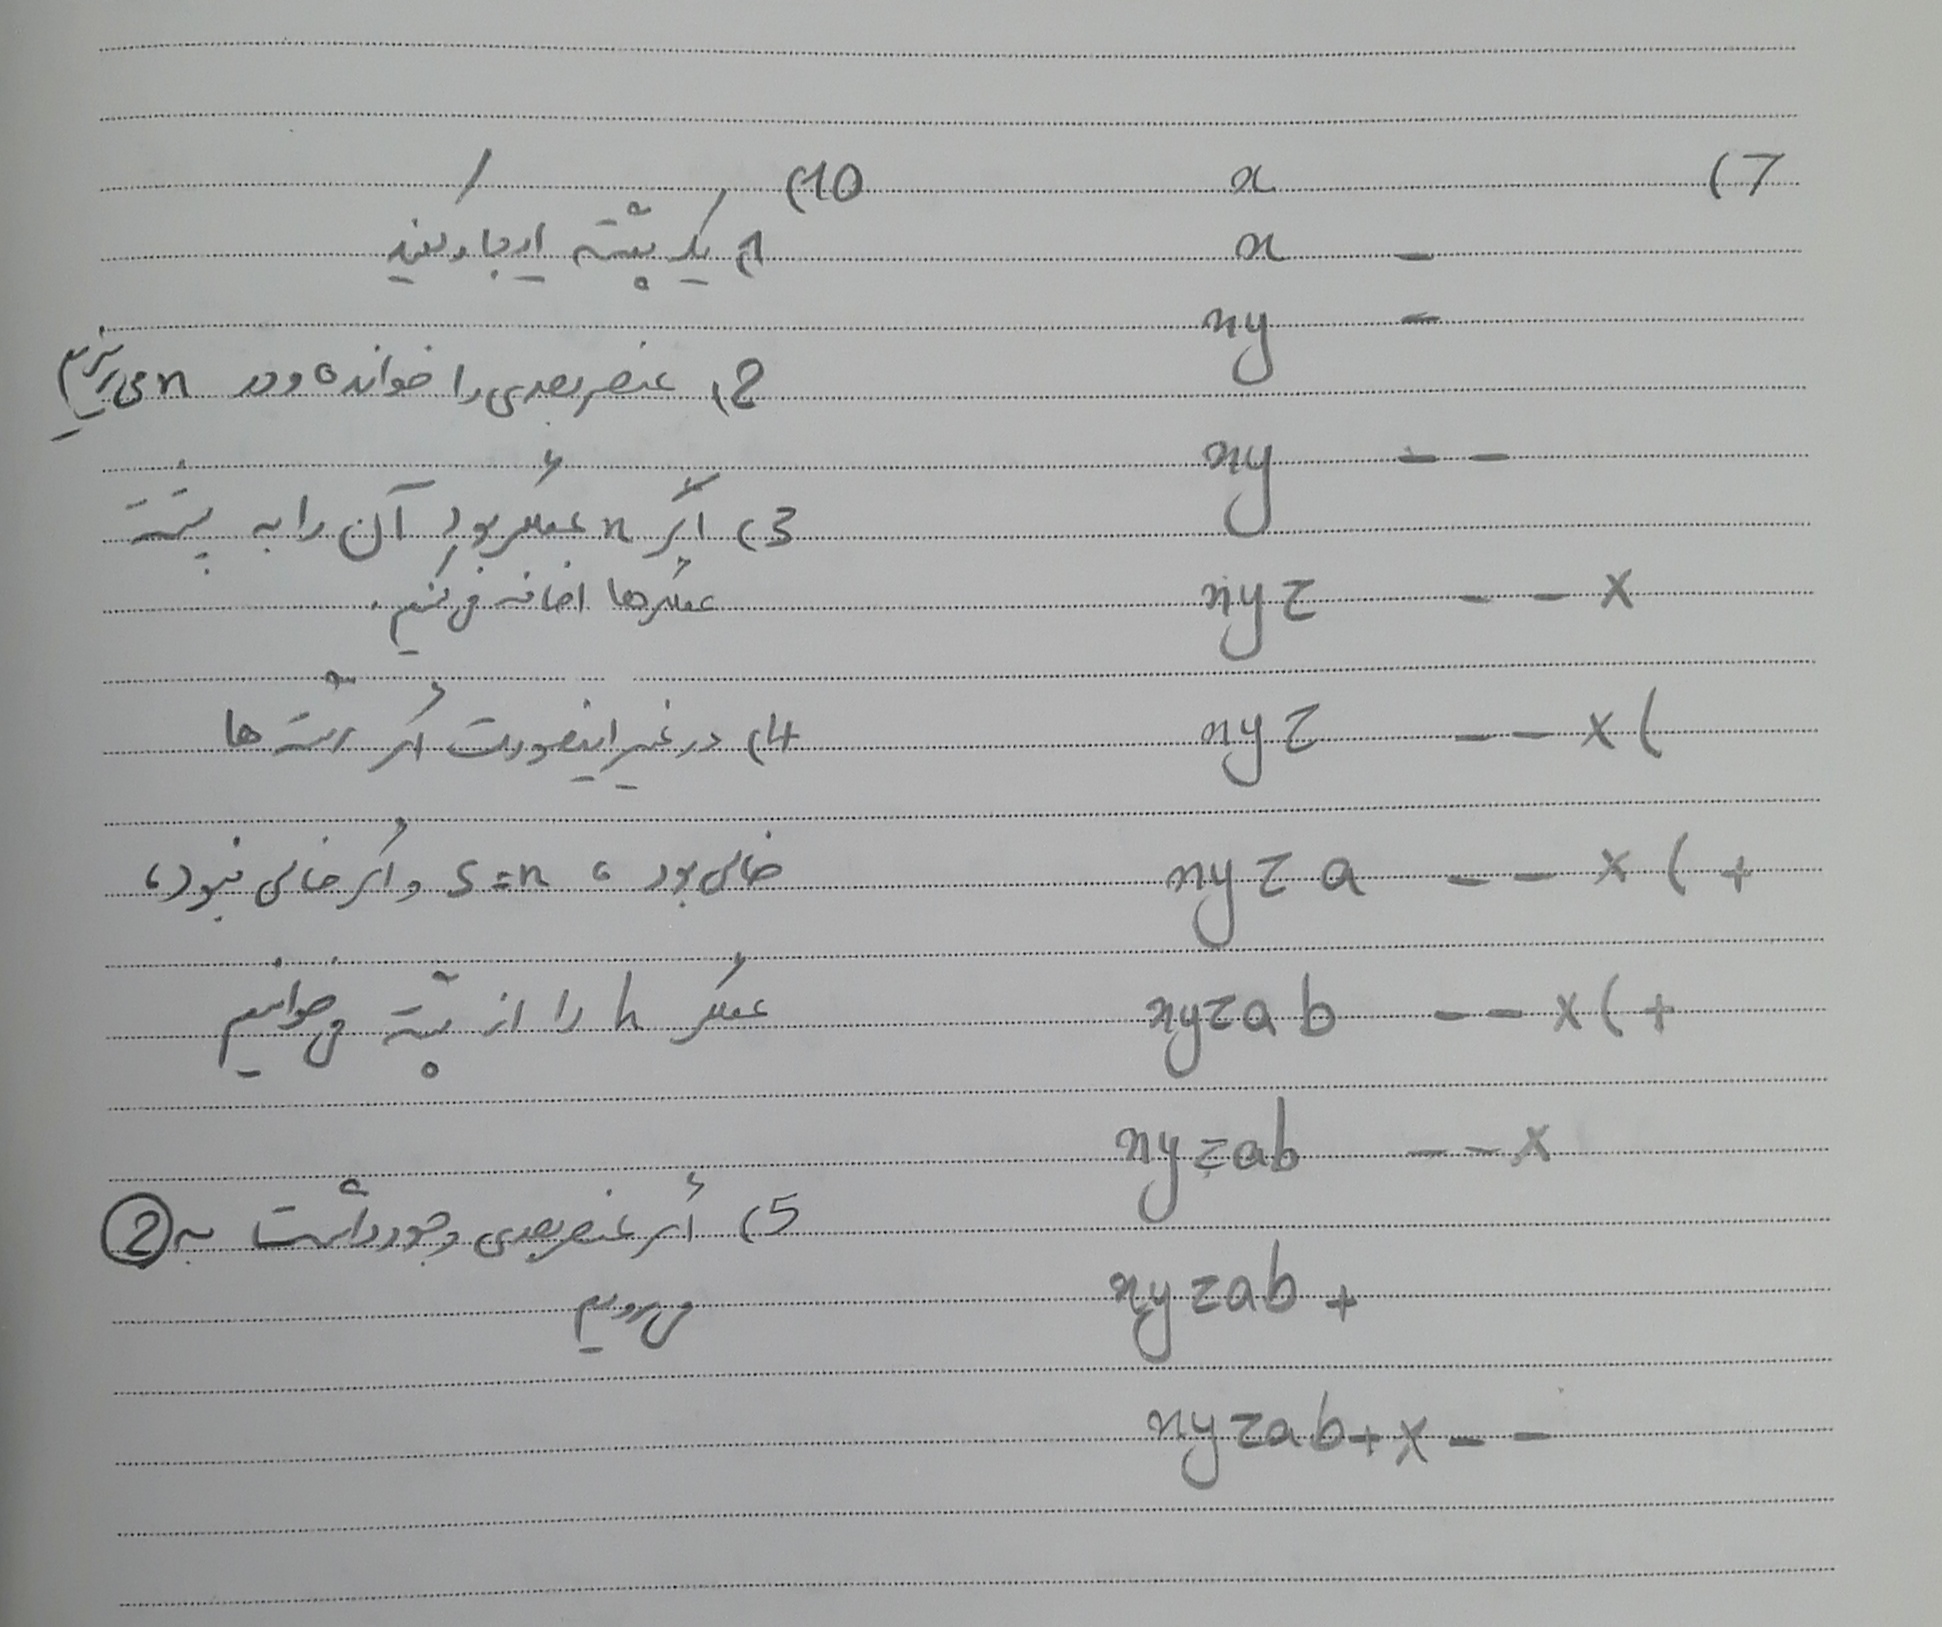 (7
x
x -
xy -
xy - -
xyz - - x
xyz - - x (
xyz a - - x ( +
xyzab - - x ( +
xyzab - - x
xyzab +
xyzab + x - -
(10
(1 یک پشته ایجاد کنید
(2 عنصر بعدی را خوانده و در n می‌ریزیم
(3 اگر n عملگر بود آن را به پشته
عملگرها اضافه می‌کنیم.
(4 در غیر اینصورت اگر رشته ها
خالی بود، s=n و اگر خالی نبود،
عملگر h را از پشته می‌خوانیم
(5 اگر عنصر بعدی وجود داشت به 2
می‌رویم